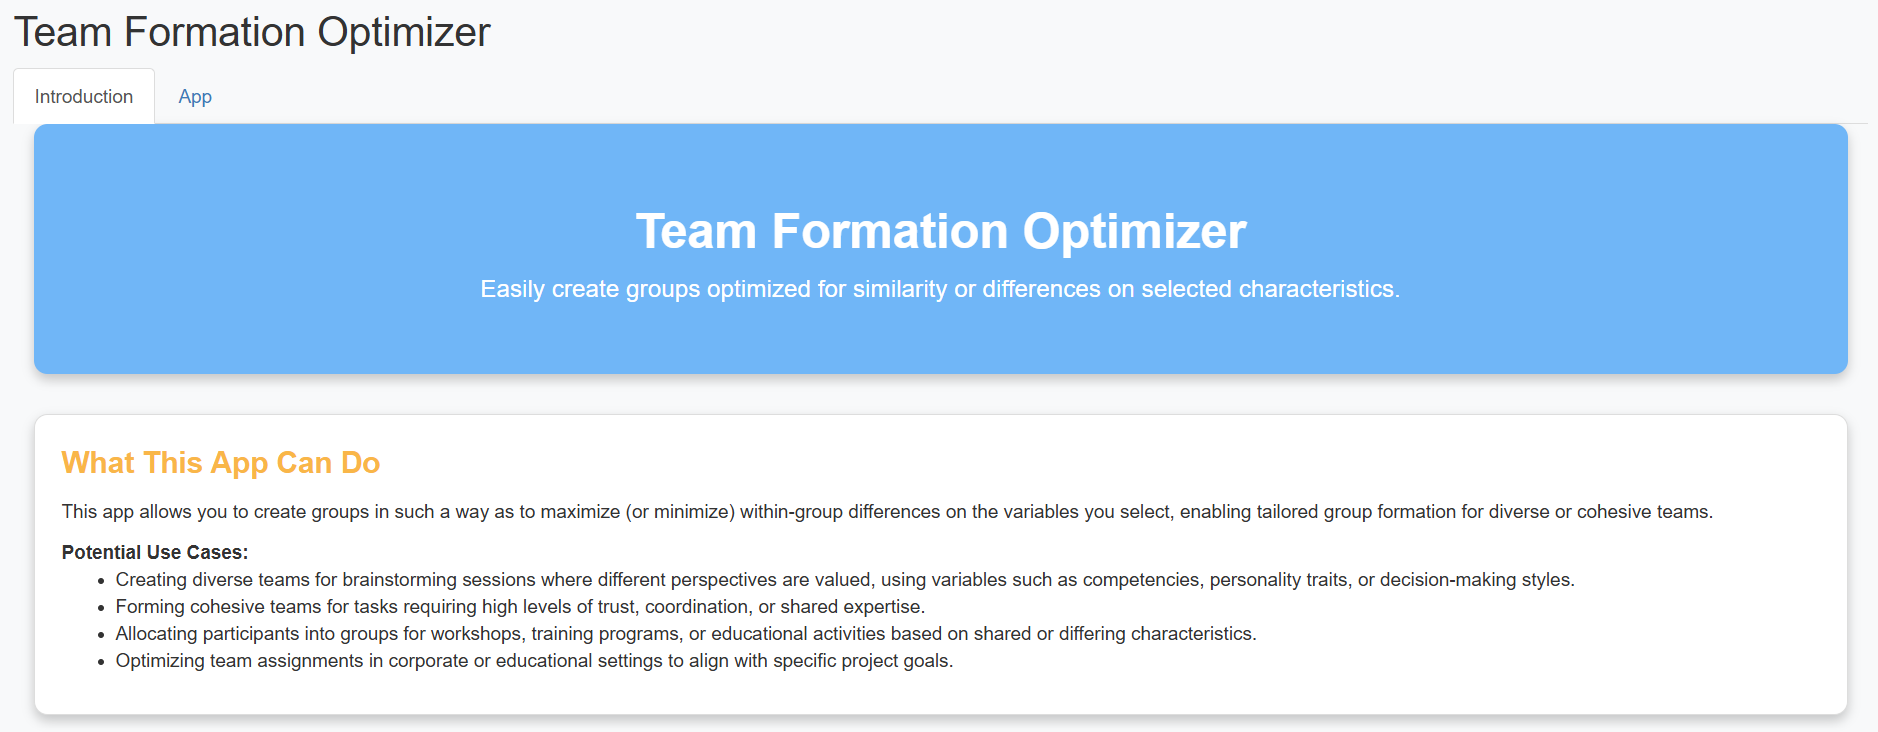 Team Formation Optimizer
Introduction
App
Team Formation Optimizer
Easily create groups optimized for similarity or differences on selected characteristics.
What This App Can Do
This app allows you to create groups in such a way as to maximize (or minimize) within-group differences on the variables you select, enabling tailored group formation for diverse or cohesive teams.
Potential Use Cases:
• Creating diverse teams for brainstorming sessions where different perspectives are valued, using variables such as competencies, personality traits, or decision-making styles.
• Forming cohesive teams for tasks requiring high levels of trust, coordination, or shared expertise.
• Allocating participants into groups for workshops, training programs, or educational activities based on shared or differing characteristics.
• Optimizing team assignments in corporate or educational settings to align with specific project goals.